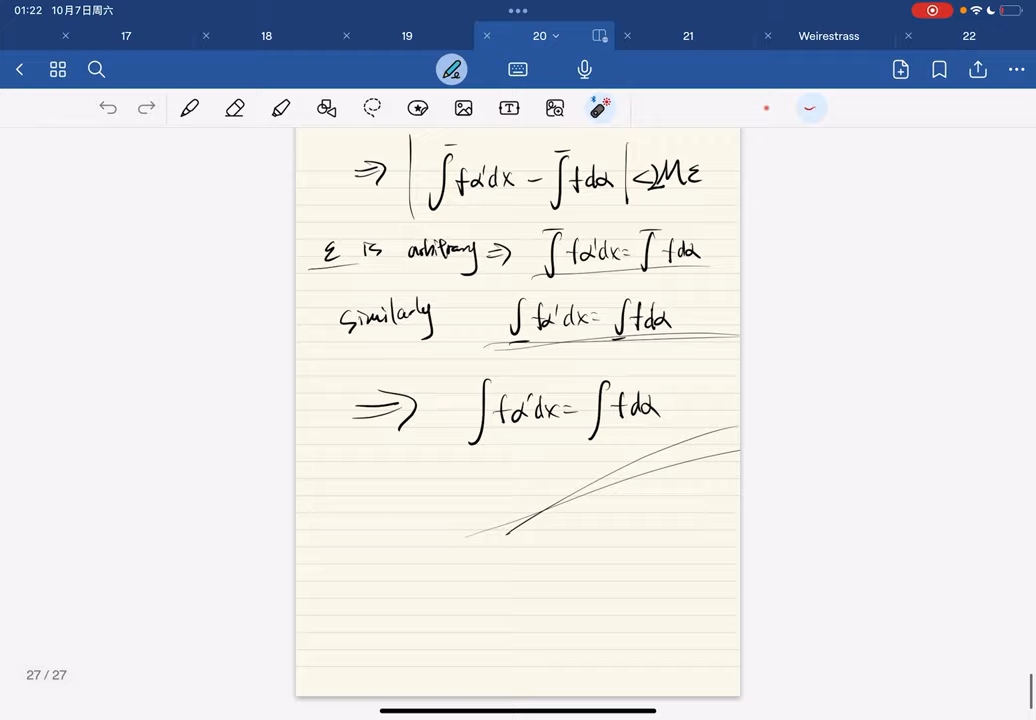 01:22 10月7日周六
17 18 19 20 21 Weirestrass 22
⇒ | ∫̅ fα'dx − ∫̅ fdα | < 2Mε
ε is arbitrary ⇒ ∫̅ fα'dx = ∫̅ fdα
similarly ∫̲ fα'dx = ∫̲ fdα
⇒ ∫ fα'dx = ∫ fdα
27 / 27